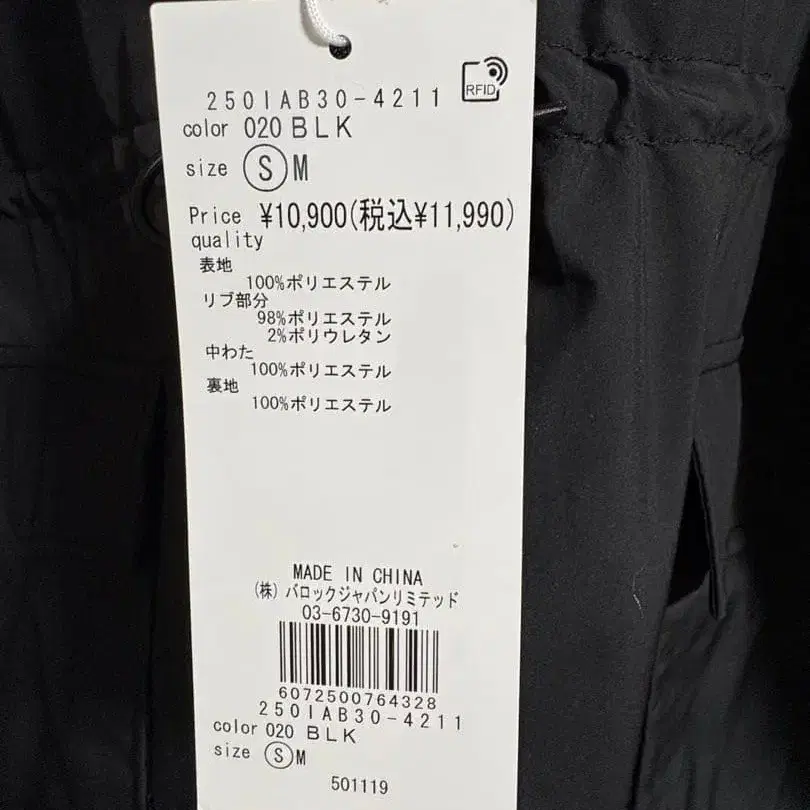 RFID
250IAB30-4211
color 020 BLK
size S M
Price ¥10,900(税込¥11,990)
quality
表地
100%ポリエステル
リブ部分
98%ポリエステル
2%ポリウレタン
中わた
100%ポリエステル
裏地
100%ポリエステル
MADE IN CHINA
(株) バロックジャパンリミテッド
03-6730-9191
6072500764328
250IAB30-4211
color 020 BLK
size S M
501119